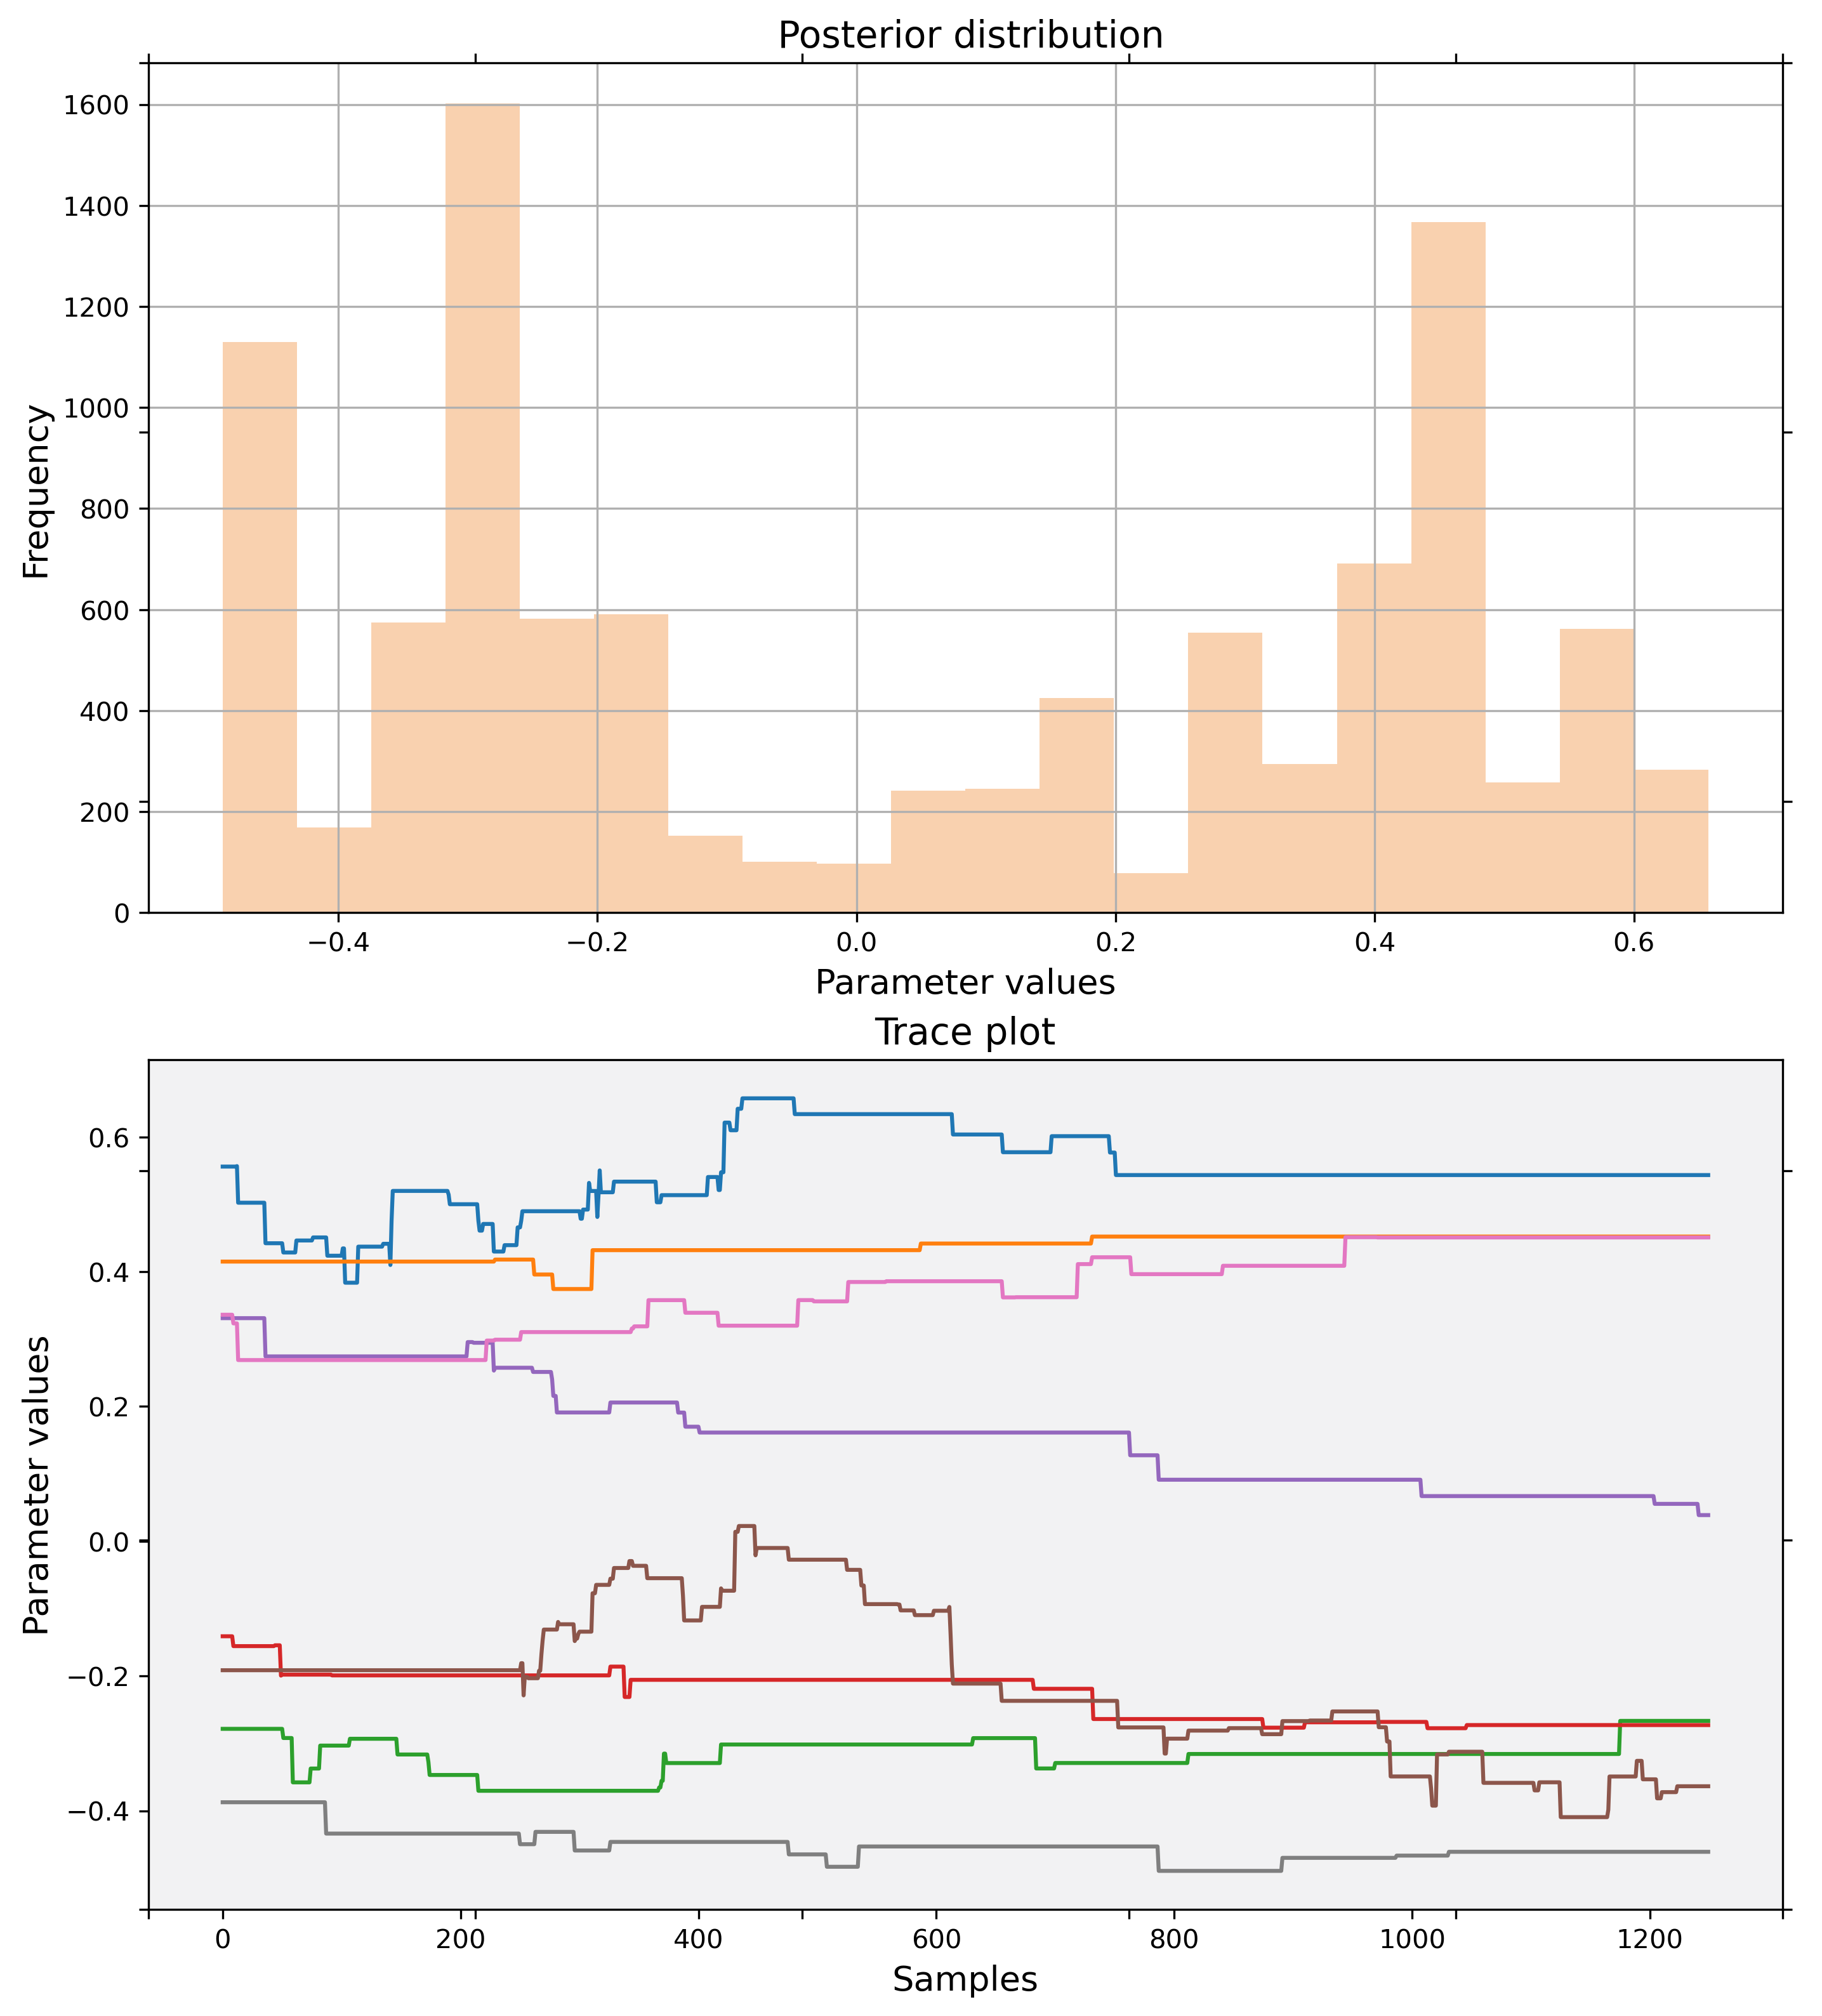 Posterior distribution
1600
1400
1200
1000
800
600
400
200
0
Frequency
−0.4 −0.2 0.0 0.2 0.4 0.6
Parameter values
Trace plot
0.6
0.4
0.2
0.0
−0.2
−0.4
Parameter values
0 200 400 600 800 1000 1200
Samples